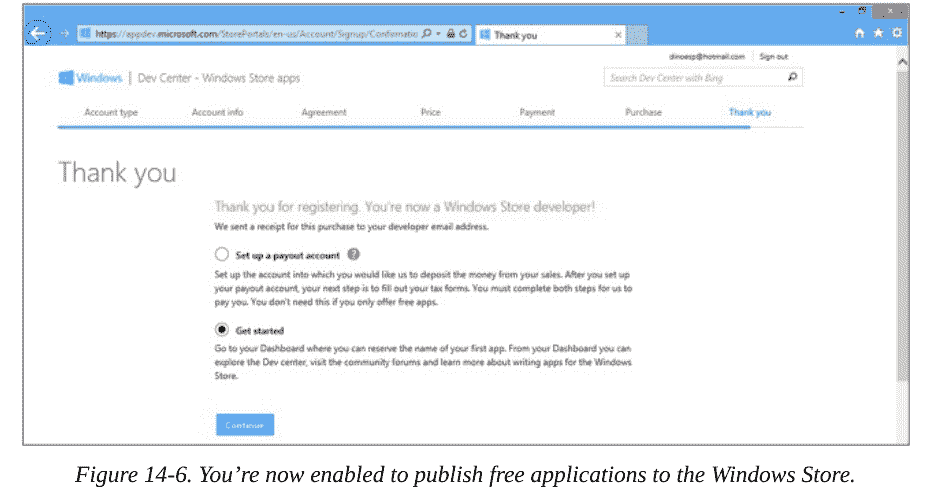 https://appdev.microsoft.com/StorePortals/en-us/Account/Signup/Confirmatio
Thank you
dinoesp@hotmail.com Sign out
Windows | Dev Center - Windows Store apps
Search Dev Center with Bing
Account type Account info Agreement Price Payment Purchase Thank you
Thank you
Thank you for registering. You're now a Windows Store developer!
We sent a receipt for this purchase to your developer email address.
Set up a payout account ?
Set up the account into which you would like us to deposit the money from your sales. After you set up
your payout account, your next step is to fill out your tax forms. You must complete both steps for us to
pay you. You don't need this if you only offer free apps.
Get started
Go to your Dashboard where you can reserve the name of your first app. From your Dashboard you can
explore the Dev center, visit the community forums and learn more about writing apps for the Windows
Store.
Continue
Figure 14-6. You’re now enabled to publish free applications to the Windows Store.